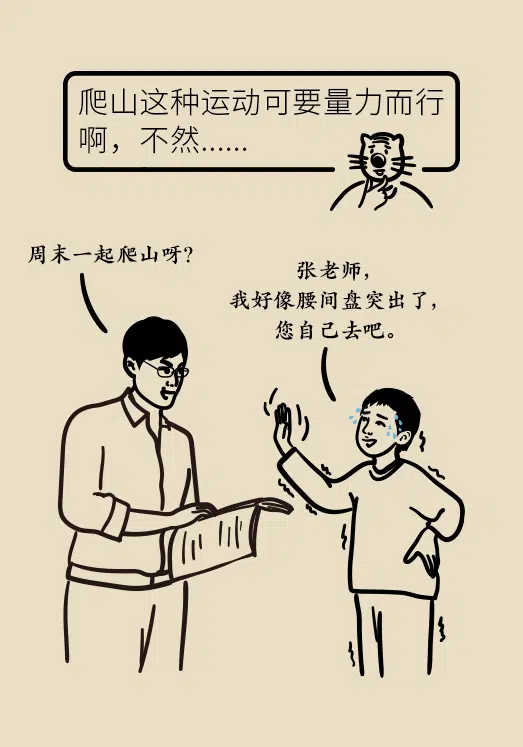 爬山这种运动可要量力而行
啊，不然......
周末一起爬山呀？
张老师，
我好像腰间盘突出了，
您自己去吧。